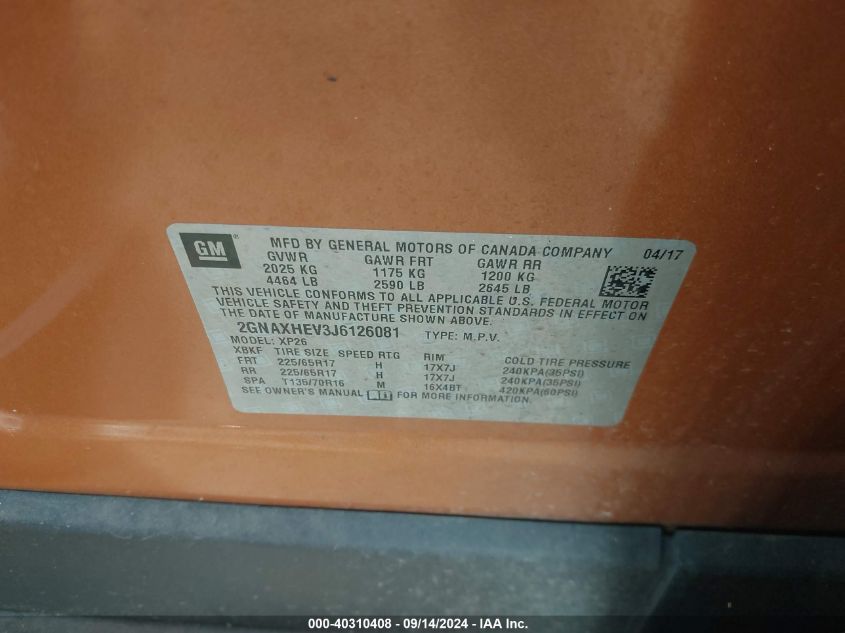 GM ® MFD BY GENERAL MOTORS OF CANADA COMPANY 04/17
GVWR GAWR FRT GAWR RR
2025 KG 1175 KG 1200 KG
4464 LB 2590 LB 2645 LB
THIS VEHICLE CONFORMS TO ALL APPLICABLE U.S. FEDERAL MOTOR
VEHICLE SAFETY AND THEFT PREVENTION STANDARDS IN EFFECT ON
THE DATE OF MANUFACTURE SHOWN ABOVE.
2GNAXHEV3J6126081 TYPE: M.P.V.
MODEL: XP26
XBKF TIRE SIZE SPEED RTG RIM COLD TIRE PRESSURE
FRT 225/65R17 H 17X7J 240KPA(35PSI)
RR 225/65R17 H 17X7J 240KPA(35PSI)
SPA T135/70R16 M 16X4BT 420KPA(60PSI)
SEE OWNER'S MANUAL FOR MORE INFORMATION.
000-40310408 - 09/14/2024 - IAA Inc.